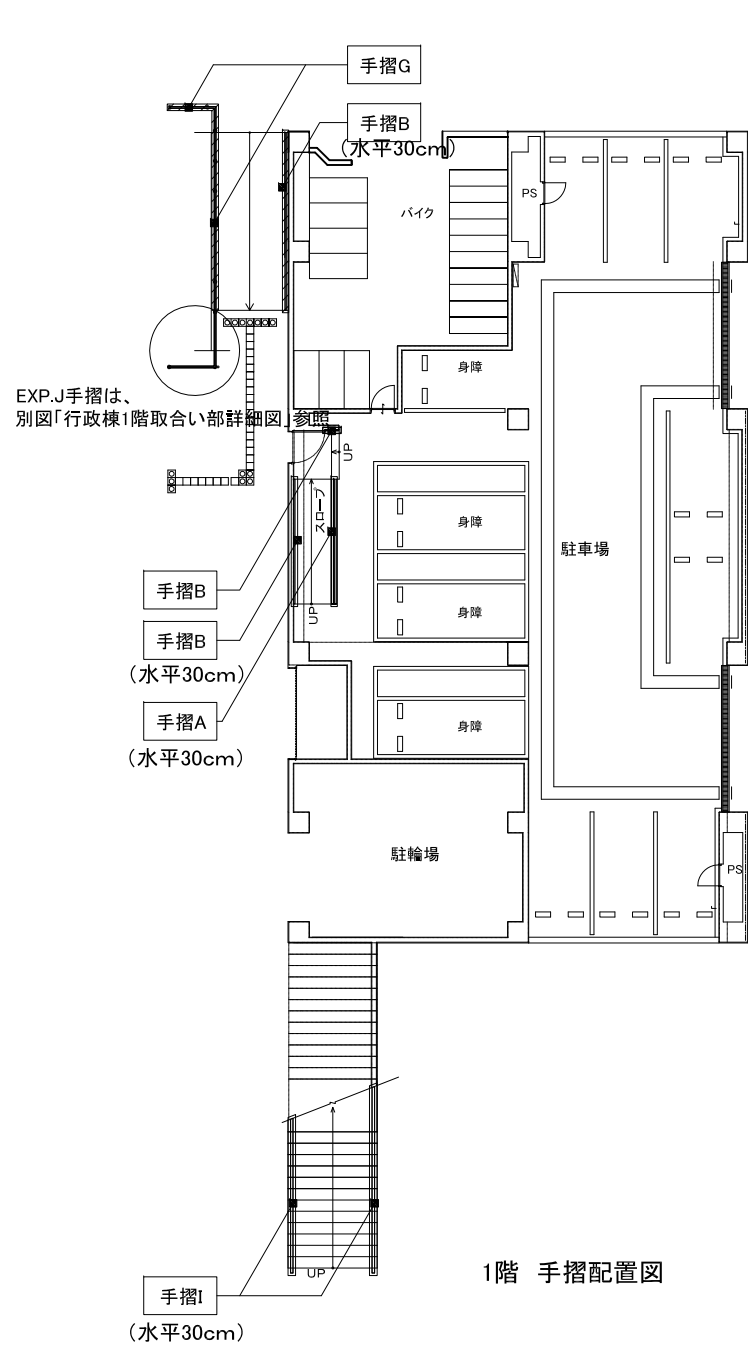 手摺G
手摺B
(水平30cm)
バイク
PS
身障
EXP.J手摺は、
別図「行政棟1階取合い部詳細図」参照
UP
スロープ
身障
駐車場
手摺B
UP
身障
手摺B
(水平30cm)
手摺A
身障
(水平30cm)
駐輪場
PS
UP
1階 手摺配置図
手摺I
(水平30cm)